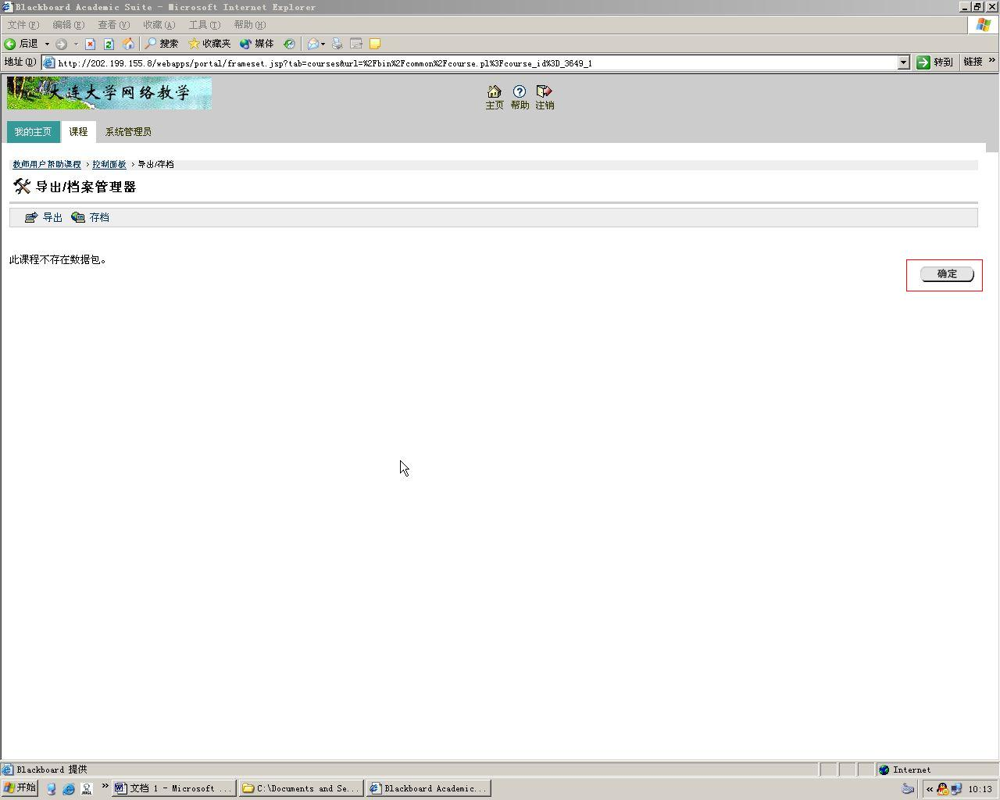 Blackboard Academic Suite - Microsoft Internet Explorer
文件(F) 编辑(E) 查看(V) 收藏(A) 工具(T) 帮助(H)
后退 搜索 收藏夹 媒体
地址(D) http://202.199.155.8/webapps/portal/frameset.jsp?tab=courses&url=%2Fbin%2Fcommon%2Fcourse.pl%3Fcourse_id%3D_3649_1 转到 链接 »
大连大学网络教学
主页 帮助 注销
我的主页 课程 系统管理员
教师用户帮助课程 > 控制面板 > 导出/存档
导出/档案管理器
导出 存档
此课程不存在数据包。
确定
Blackboard 提供 Internet
开始 » 文档 1 - Microsoft ... C:\Documents and Se... Blackboard Academic... « 10:13